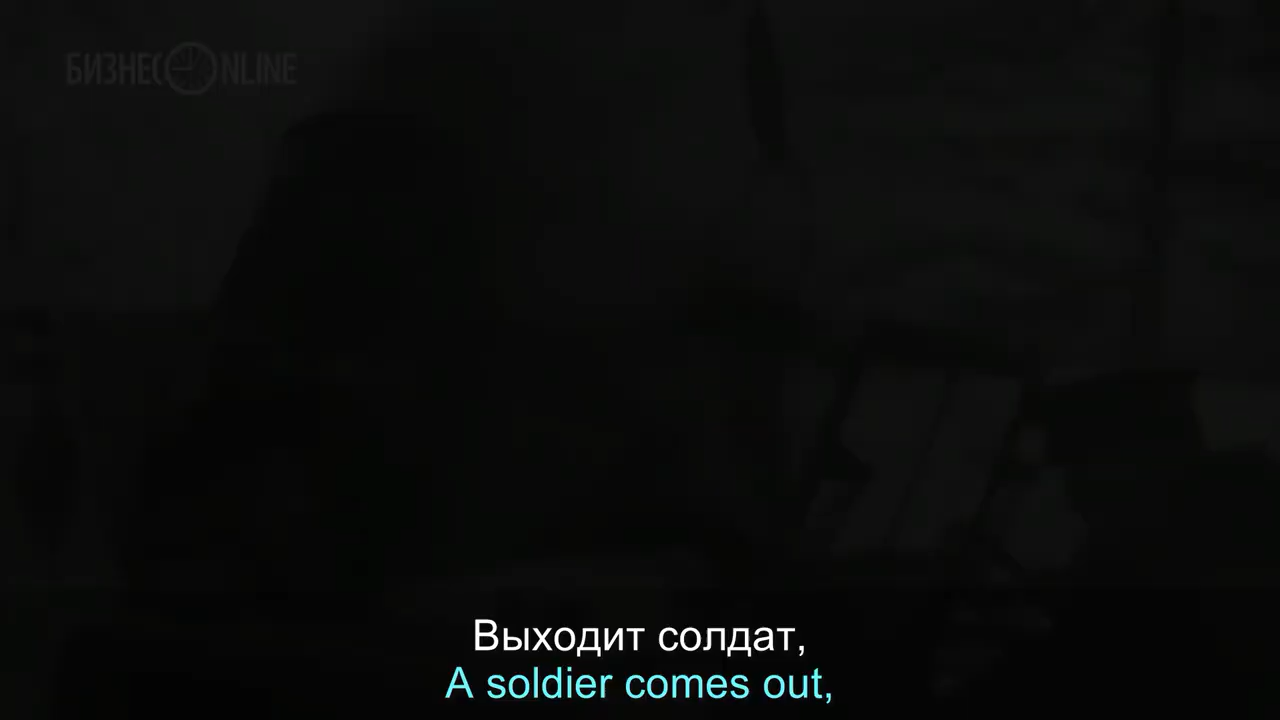 БИЗНЕС ONLINE
Выходит солдат,
A soldier comes out,